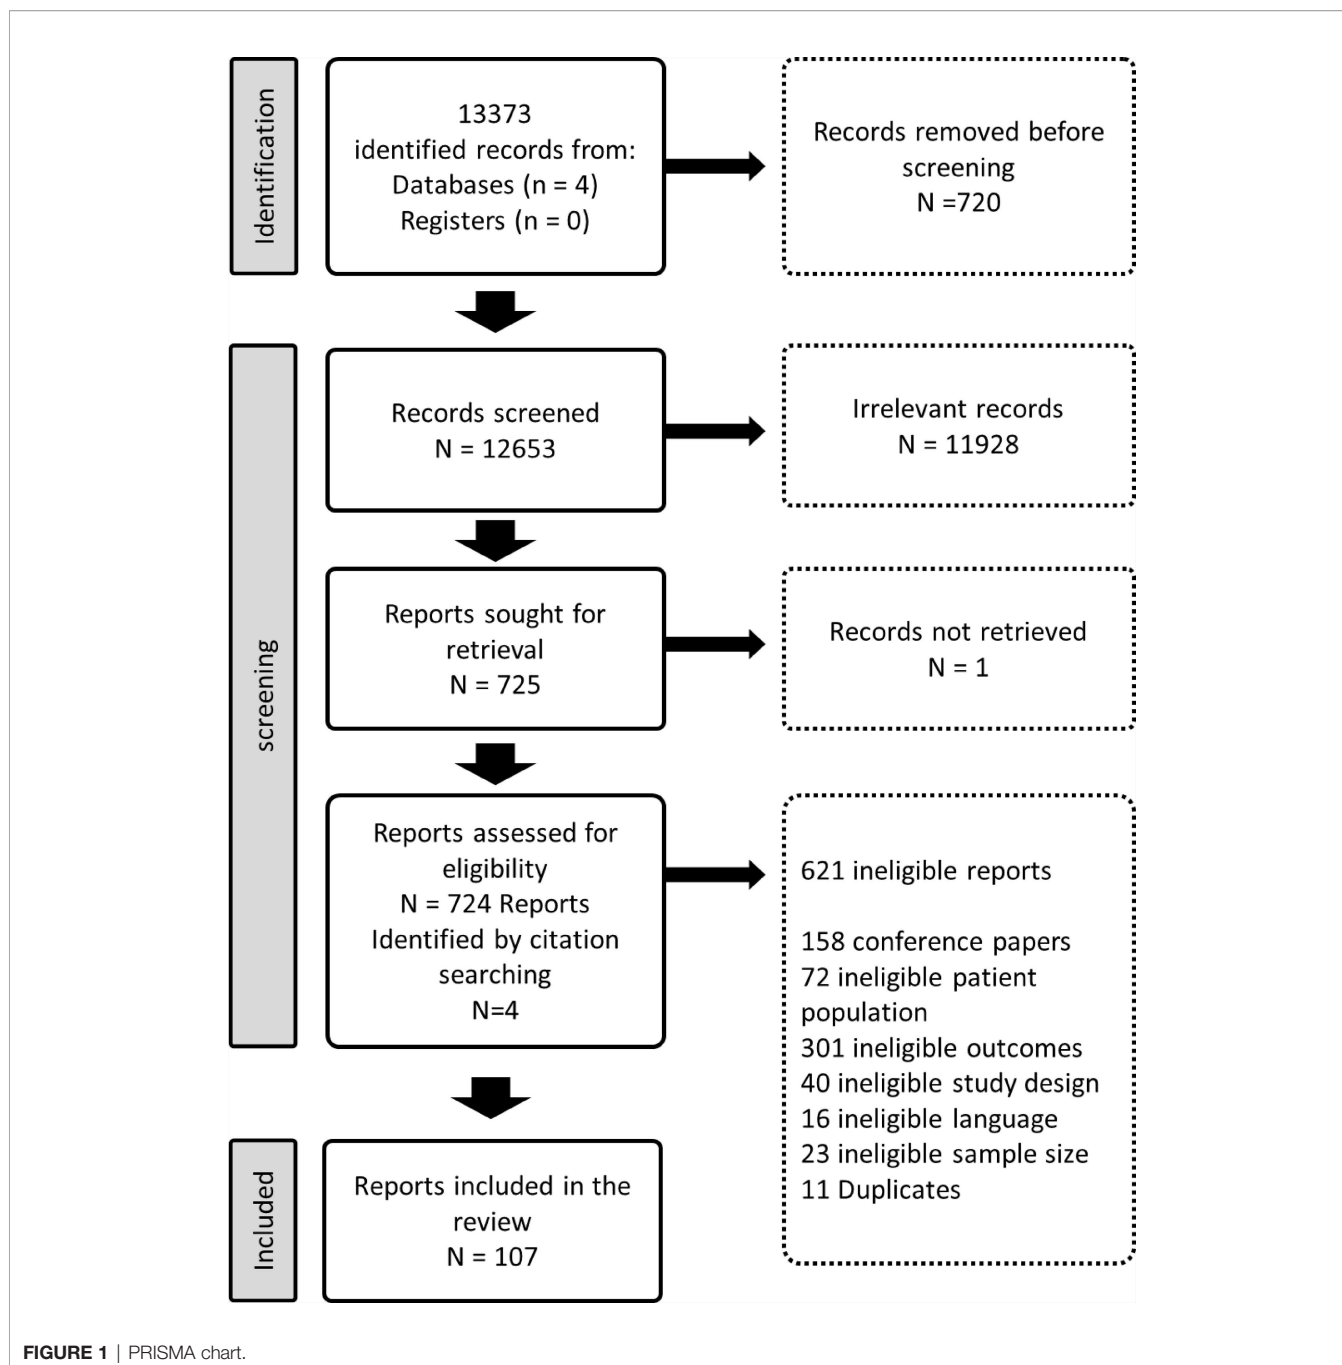 Identification
13373
identified records from:
Databases (n = 4)
Registers (n = 0)
Records removed before
screening
N =720
screening
Records screened
N = 12653
Irrelevant records
N = 11928
Reports sought for
retrieval
N = 725
Records not retrieved
N = 1
Reports assessed for
eligibility
N = 724 Reports
Identified by citation
searching
N=4
621 ineligible reports
158 conference papers
72 ineligible patient
population
301 ineligible outcomes
40 ineligible study design
16 ineligible language
23 ineligible sample size
11 Duplicates
Included
Reports included in the
review
N = 107
FIGURE 1 | PRISMA chart.